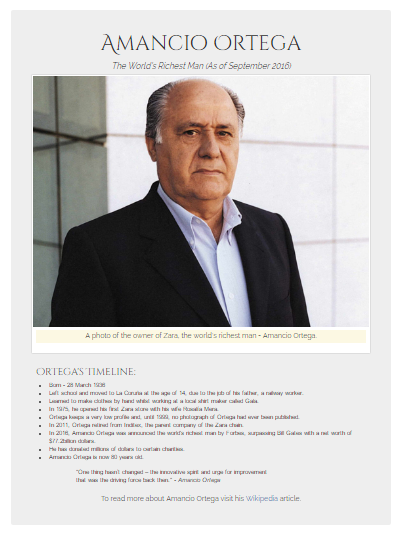 Amancio Ortega
The World's Richest Man (As of September 2016)
A photo of the owner of Zara, the world's richest man - Amancio Ortega.
Ortega's Timeline:
• Born - 28 March 1936
• Left school and moved to La Coruña at the age of 14, due to the job of his father, a railway worker.
• Learned to make clothes by hand whilst working at a local shirt maker called Gala.
• In 1975, he opened his first Zara store with his wife Rosalia Mera.
• Ortega keeps a very low profile and, until 1999, no photograph of Ortega had ever been published.
• In 2011, Ortega retired from Inditex, the parent company of the Zara chain.
• In 2016, Amancio Ortega was announced the world's richest man by Forbes, surpassing Bill Gates with a net worth of
$77.2billion dollars.
• He has donated millions of dollars to certain charities.
• Amancio Ortega is now 80 years old.
"One thing hasn't changed – the innovative spirit and urge for improvement
that was the driving force back then." - Amancio Ortega
To read more about Amancio Ortega visit his Wikipedia article.